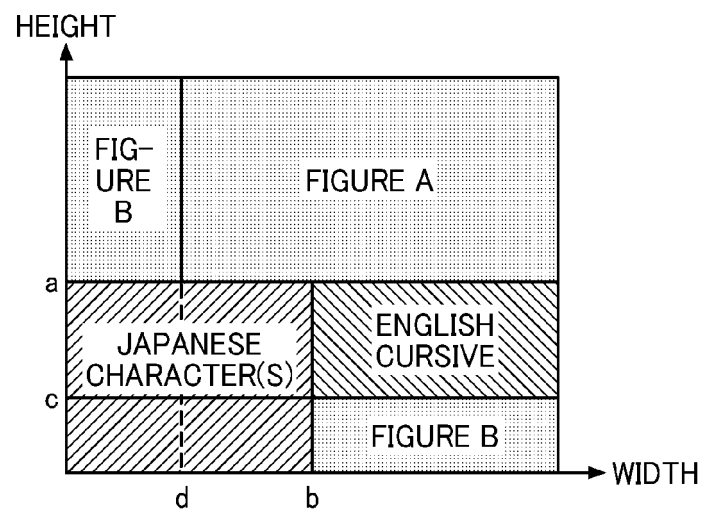 HEIGHT
FIG-
URE
B
FIGURE A
a
JAPANESE
CHARACTER(S)
ENGLISH
CURSIVE
c
FIGURE B
WIDTH
d
b